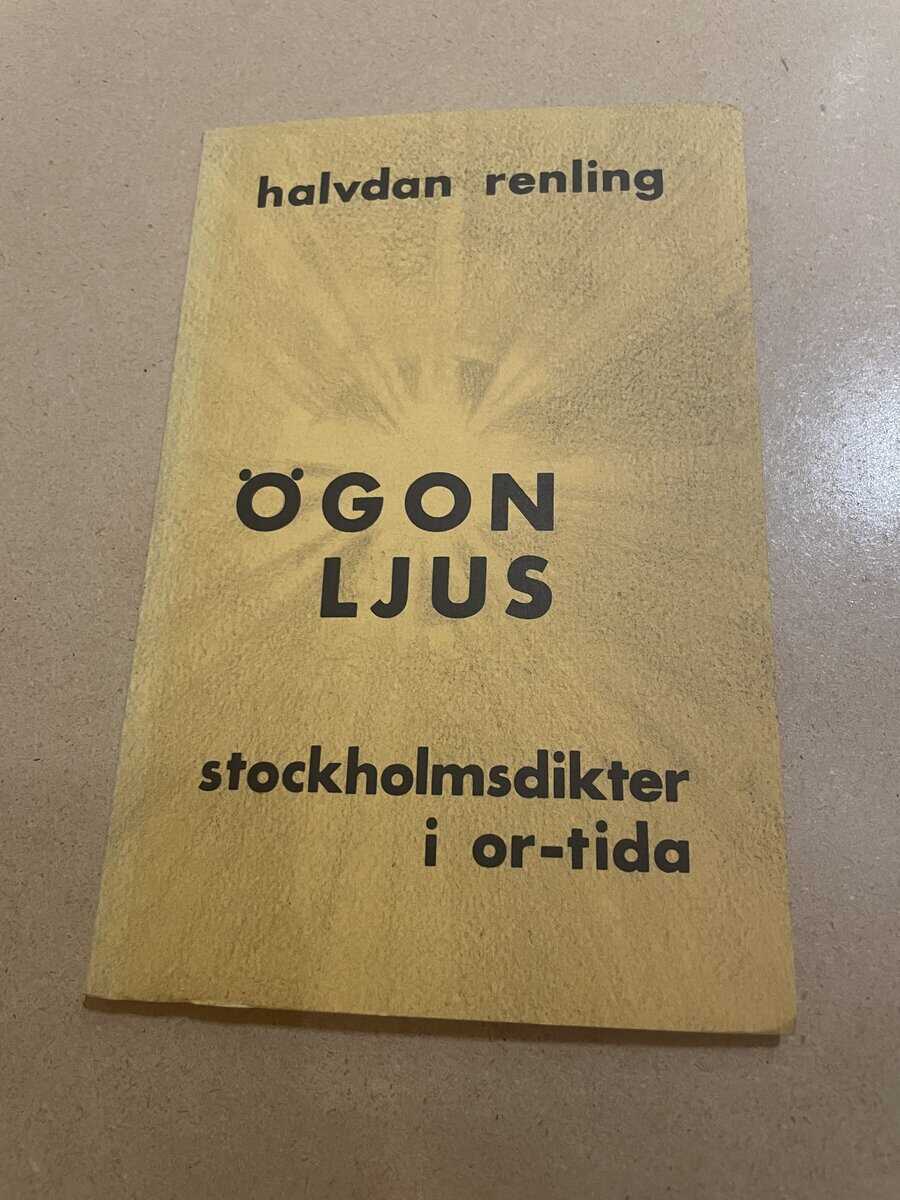 halvdan renling
ÖGON
LJUS
stockholmsdikter
i or-tida